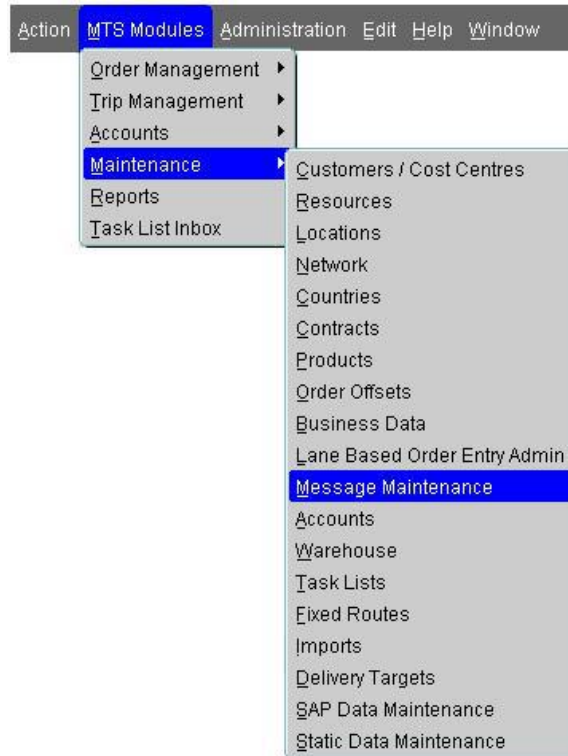 Action MTS Modules Administration Edit Help Window
Order Management
Trip Management
Accounts
Maintenance
Reports
Task List Inbox
Customers / Cost Centres
Resources
Locations
Network
Countries
Contracts
Products
Order Offsets
Business Data
Lane Based Order Entry Admin
Message Maintenance
Accounts
Warehouse
Task Lists
Fixed Routes
Imports
Delivery Targets
SAP Data Maintenance
Static Data Maintenance